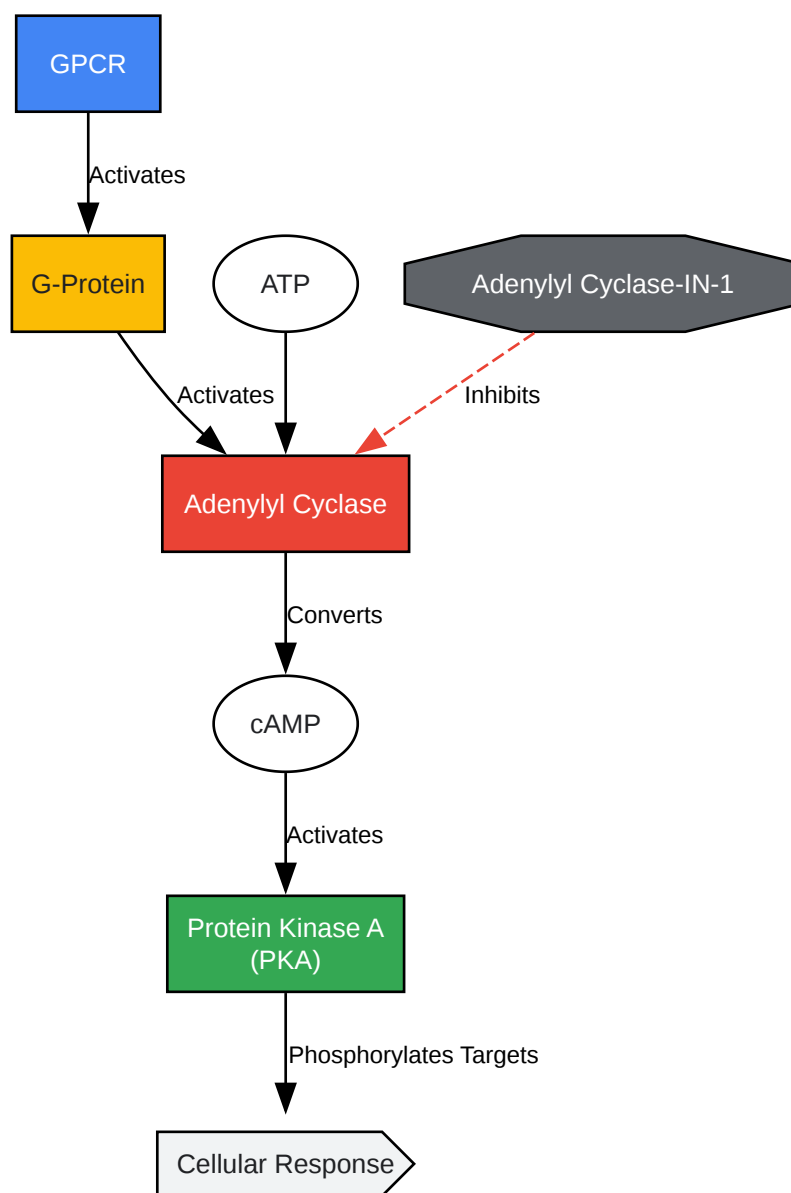 GPCR
Activates
G-Protein
ATP
Adenylyl Cyclase-IN-1
Activates
Inhibits
Adenylyl Cyclase
Converts
cAMP
Activates
Protein Kinase A
(PKA)
Phosphorylates Targets
Cellular Response